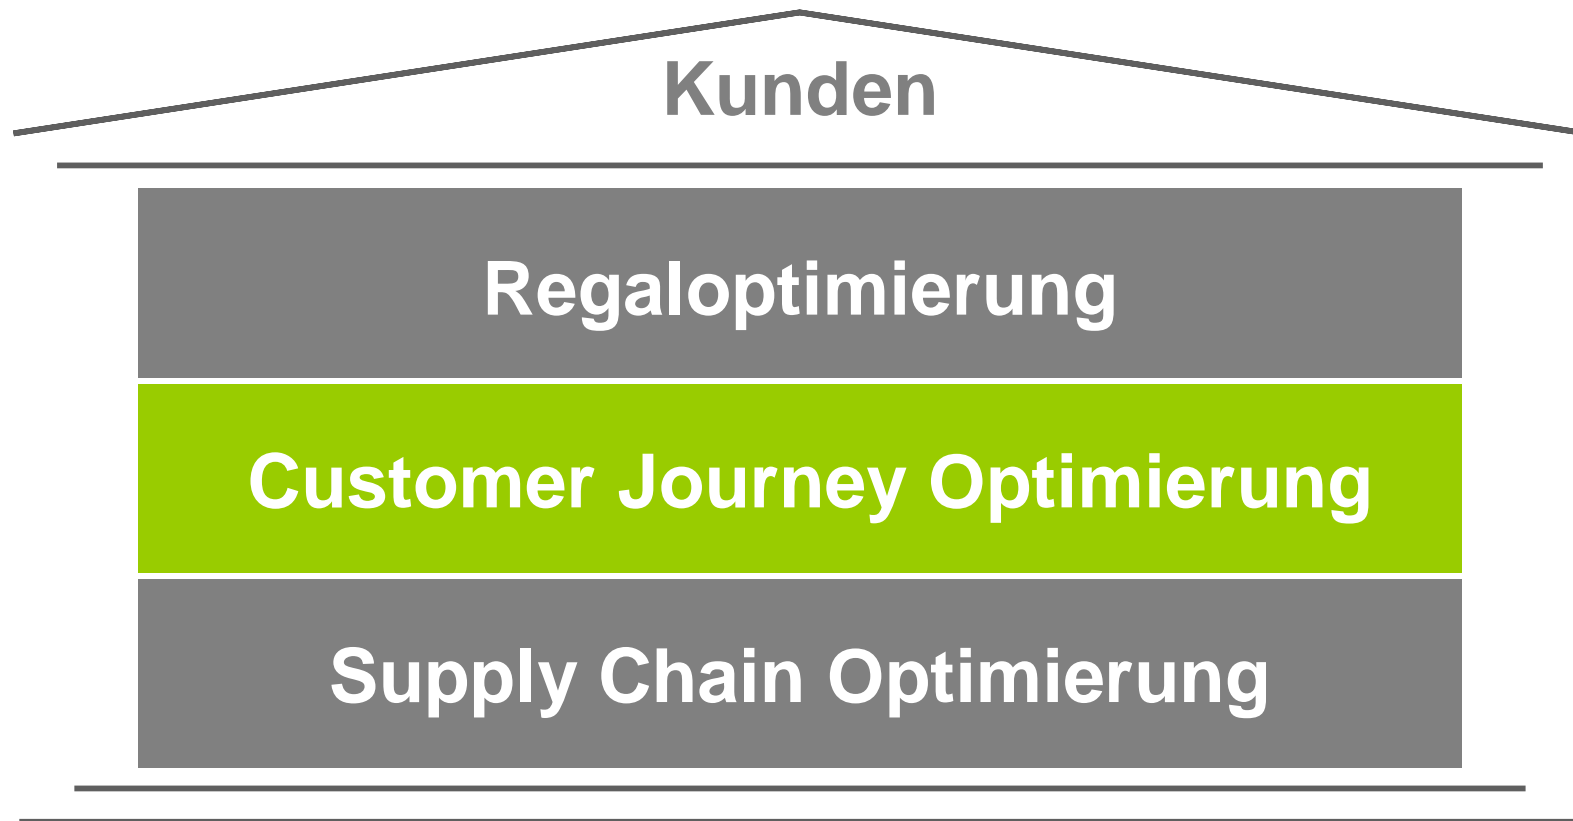 Kunden
Regaloptimierung
Customer Journey Optimierung
Supply Chain Optimierung